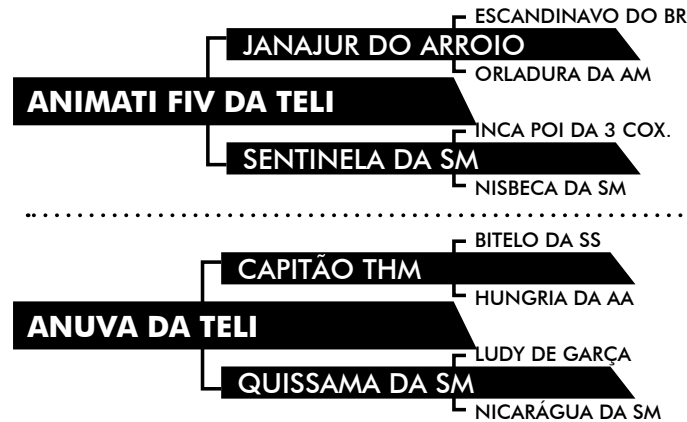 ESCANDINAVO DO BR
JANAJUR DO ARROIO
ORLADURA DA AM
ANIMATI FIV DA TELI
INCA POI DA 3 COX.
SENTINELA DA SM
NISBECA DA SM
BITELO DA SS
CAPITÃO THM
HUNGRIA DA AA
ANUVA DA TELI
LUDY DE GARÇA
QUISSAMA DA SM
NICARÁGUA DA SM